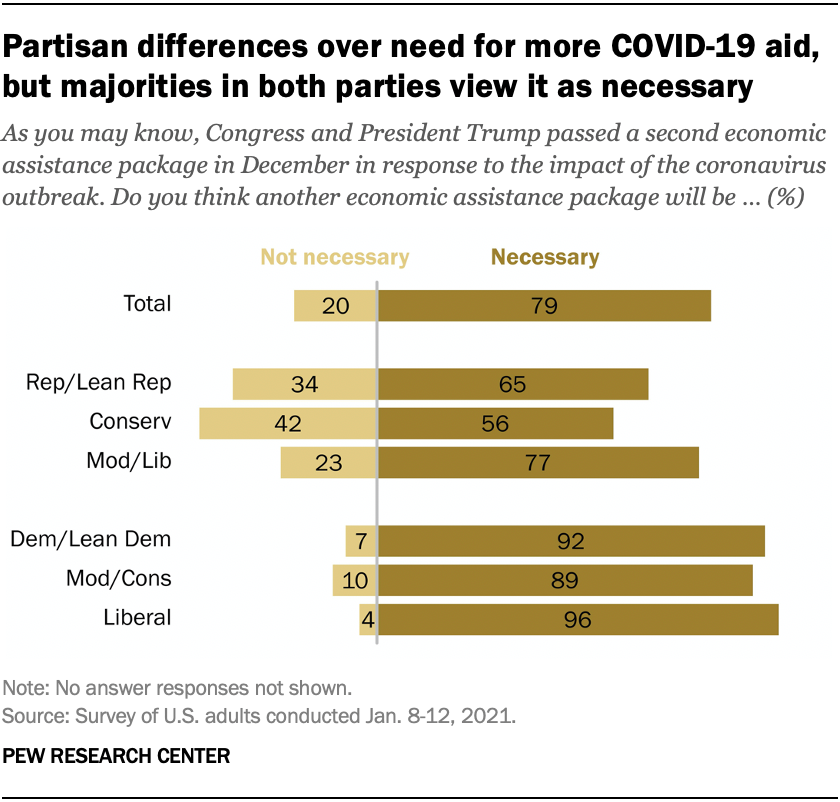 Partisan differences over need for more COVID-19 aid,
but majorities in both parties view it as necessary
As you may know, Congress and President Trump passed a second economic
assistance package in December in response to the impact of the coronavirus
outbreak. Do you think another economic assistance package will be ... (%)
Not necessary Necessary
Total 20 79
Rep/Lean Rep 34 65
Conserv 42 56
Mod/Lib 23 77
Dem/Lean Dem 7 92
Mod/Cons 10 89
Liberal 4 96
Note: No answer responses not shown.
Source: Survey of U.S. adults conducted Jan. 8-12, 2021.
PEW RESEARCH CENTER